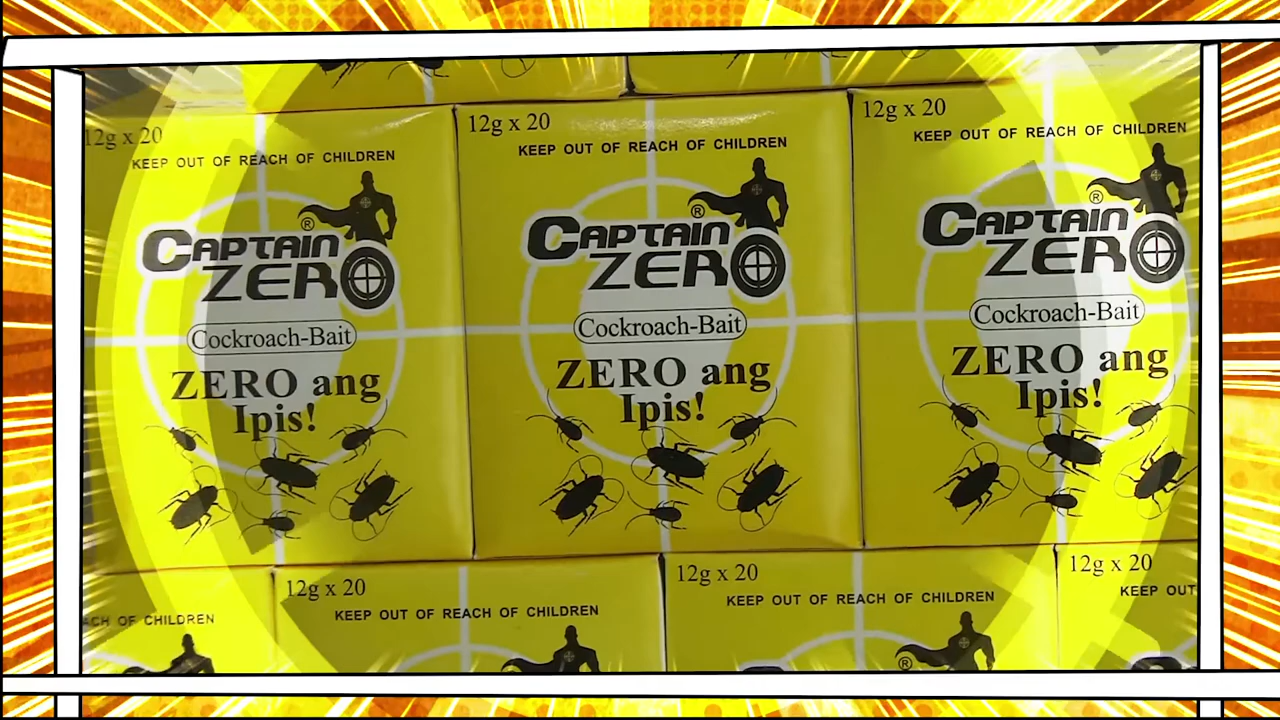 12g x 20
KEEP OUT OF REACH OF CHILDREN
CAPTAIN ®
ZERO
Cockroach-Bait
ZERO ang
Ipis!
12g x 20
KEEP OUT OF REACH OF CHILDREN
CAPTAIN ®
ZERO
Cockroach-Bait
ZERO ang
Ipis!
12g x 20
KEEP OUT OF REACH OF CHILDREN
CAPTAIN ®
ZERO
Cockroach-Bait
ZERO ang
Ipis!
OF CHILDREN
12g x 20
KEEP OUT OF REACH OF CHILDREN
12g x 20
KEEP OUT OF REACH OF CHILDREN
®
12g x 20
KEEP OUT